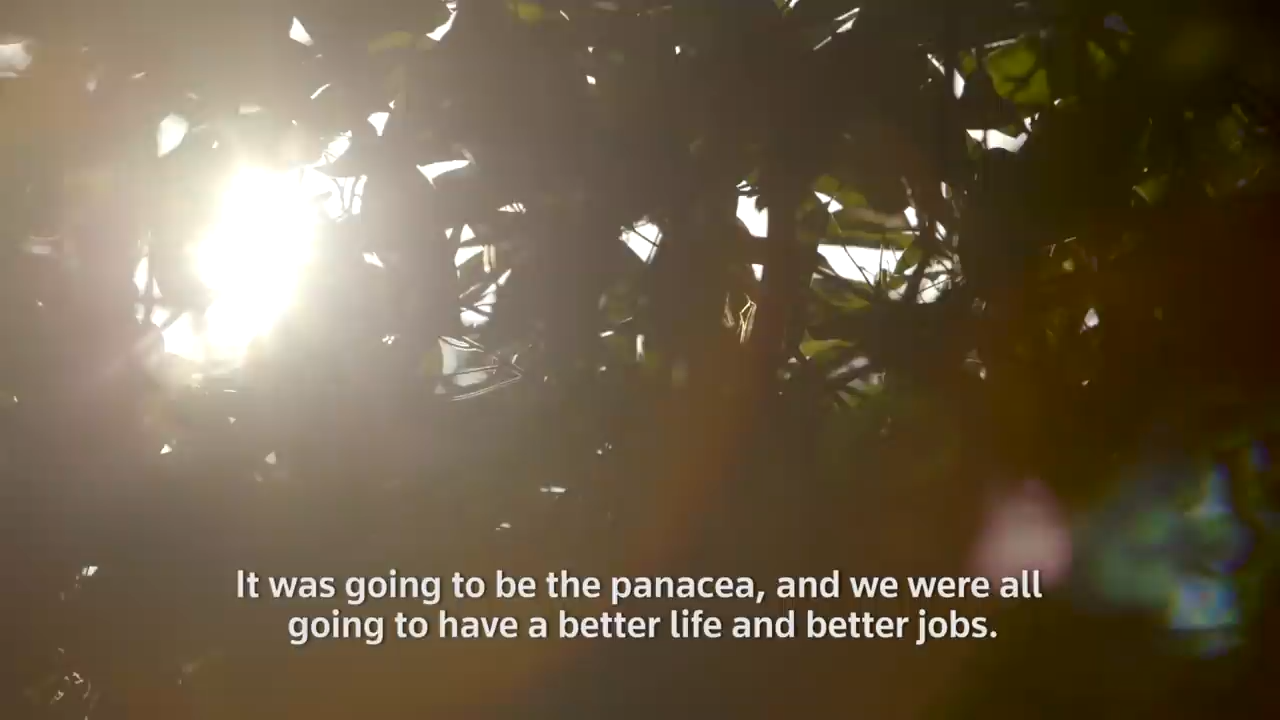 It was going to be the panacea, and we were all
going to have a better life and better jobs.